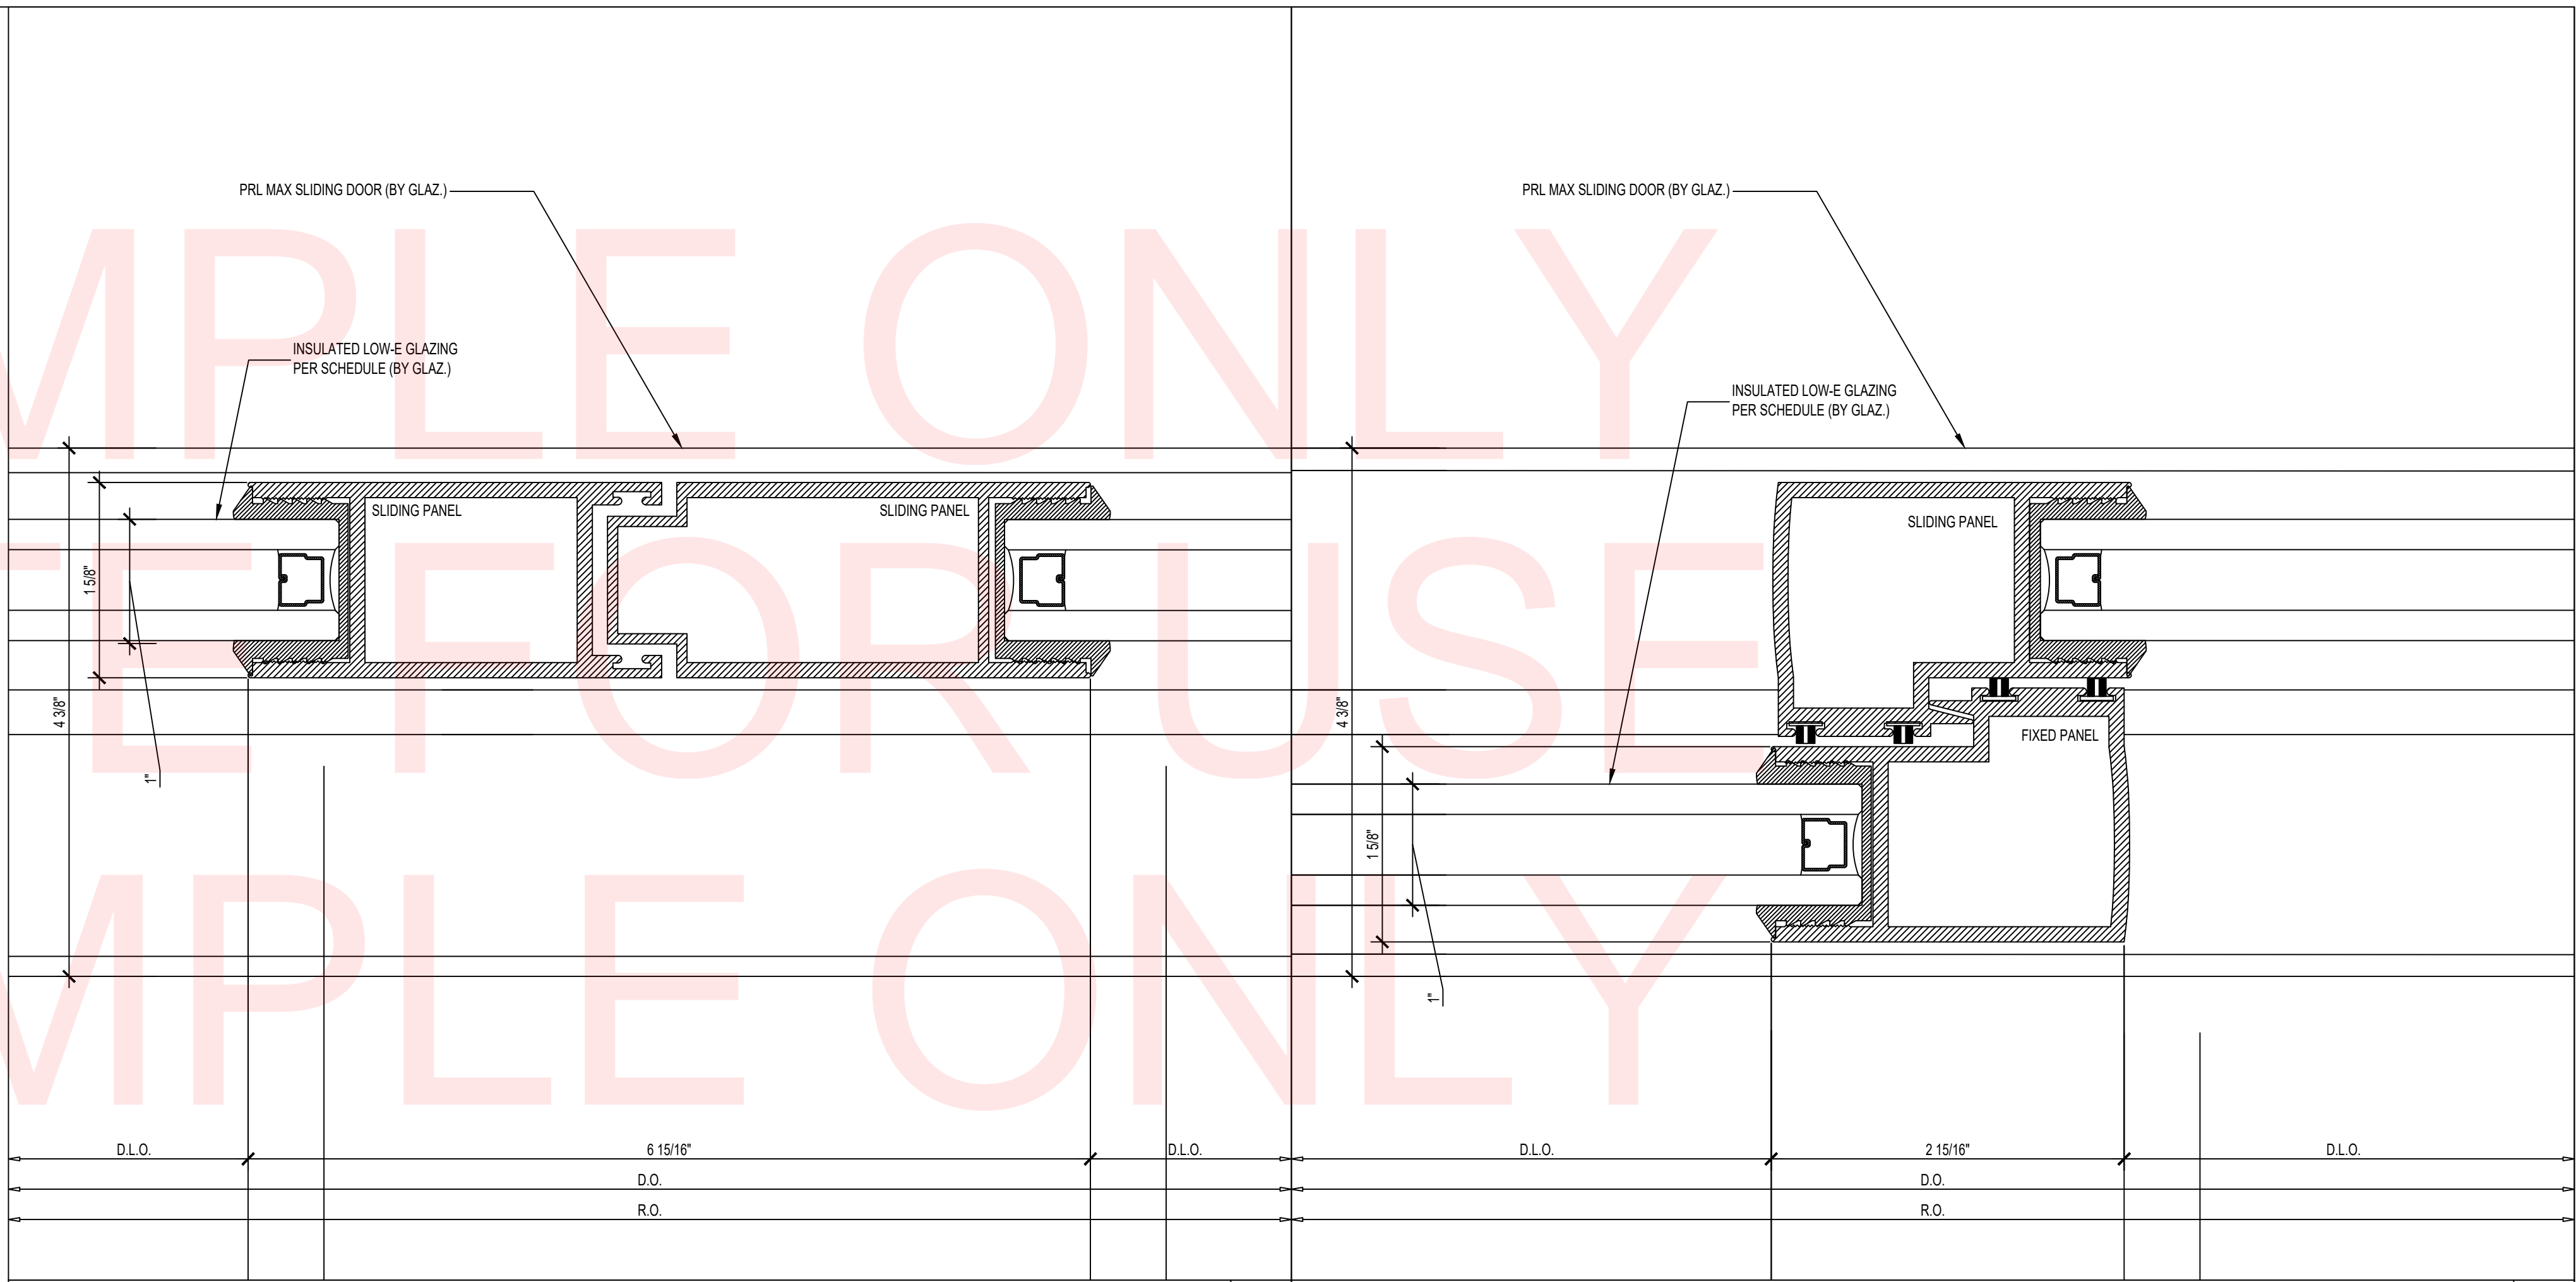 PRL MAX SLIDING DOOR (BY GLAZ.)
INSULATED LOW-E GLAZING
PER SCHEDULE (BY GLAZ.)
SLIDING PANEL
SLIDING PANEL
1 5/8"
4 3/8"
1"
D.L.O.
6 15/16"
D.L.O.
D.O.
R.O.
PRL MAX SLIDING DOOR (BY GLAZ.)
INSULATED LOW-E GLAZING
PER SCHEDULE (BY GLAZ.)
SLIDING PANEL
FIXED PANEL
4 3/8"
1 5/8"
1"
D.L.O.
2 15/16"
D.L.O.
D.O.
R.O.
MPLE ONLY
TE FOR USE
MPLE ONLY